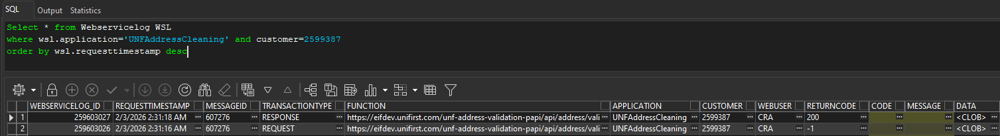 SQL Output Statistics
Select * from Webservicelog WSL
where wsl.application='UNFAddressCleaning' and customer=2599387
order by wsl.requesttimestamp desc
WEBSERVICELOG_ID REQUESTTIMESTAMP MESSAGEID TRANSACTIONTYPE FUNCTION APPLICATION CUSTOMER WEBUSER RETURNCODE CODE MESSAGE DATA
1 259603027 2/3/2026 2:31:18 AM ··· 607276 ··· RESPONSE ··· https://eifdev.unifirst.com/unf-address-validation-papi/api/address/vali ··· UNFAddressCleaning ··· 2599387 ··· CRA ··· 200 ··· ··· ··· <CLOB> ···
2 259603026 2/3/2026 2:31:16 AM ··· 607276 ··· REQUEST ··· https://eifdev.unifirst.com/unf-address-validation-papi/api/address/vali ··· UNFAddressCleaning ··· 2599387 ··· CRA ··· -1 ··· ··· ··· <CLOB> ···